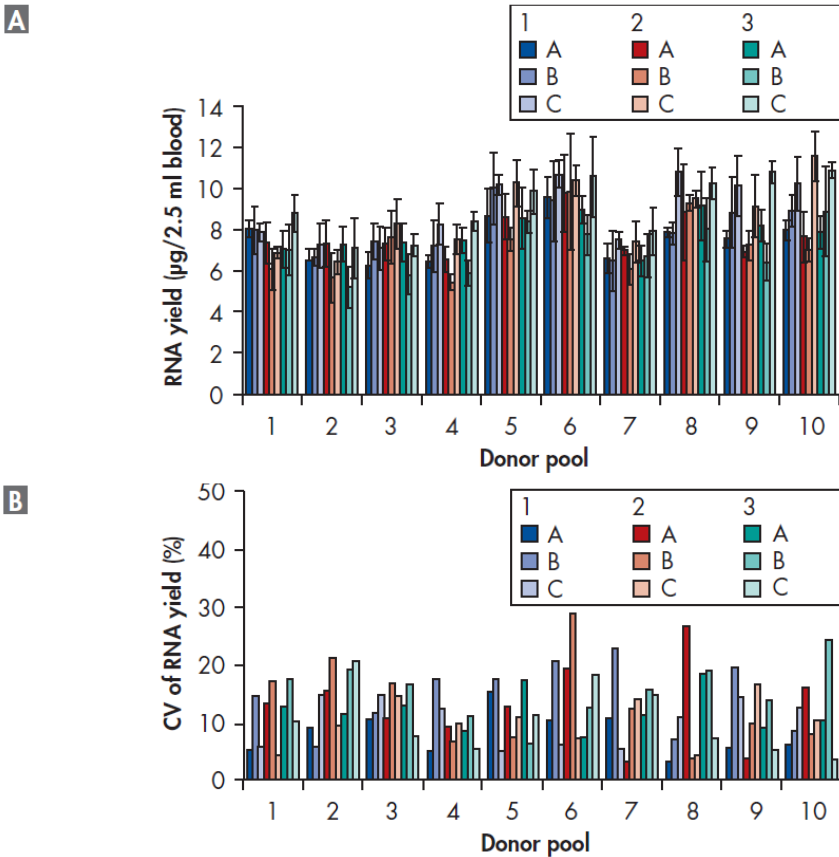 A
1 2 3
A A A
B B B
C C C
14
12
10
8
6
4
2
0
RNA yield (µg/2.5 ml blood)
1 2 3 4 5 6 7 8 9 10
Donor pool
B
1 2 3
A A A
B B B
C C C
50
40
30
20
10
0
CV of RNA yield (%)
1 2 3 4 5 6 7 8 9 10
Donor pool